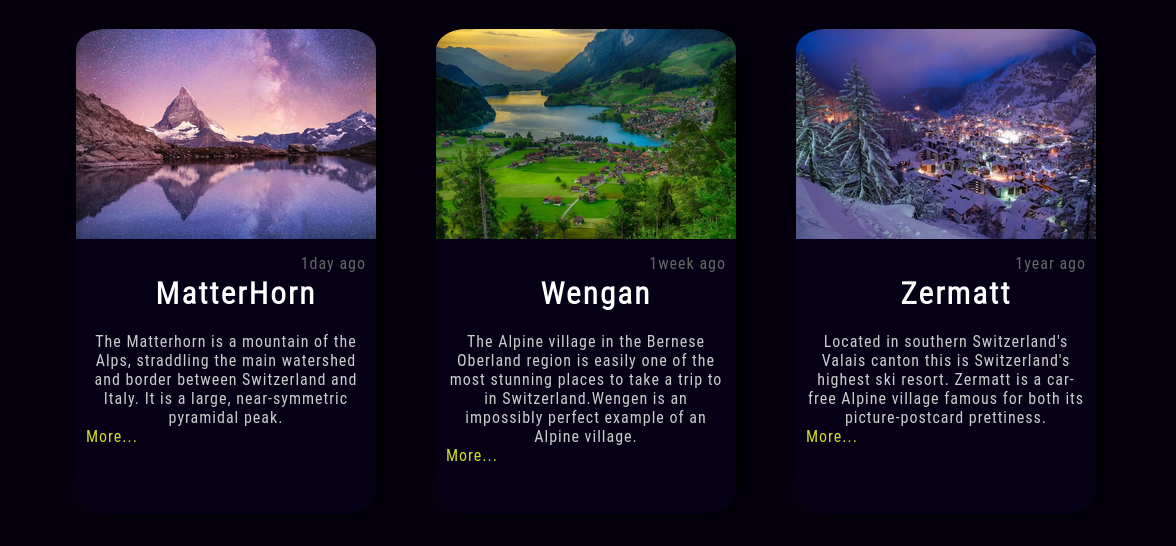 1day ago
MatterHorn
The Matterhorn is a mountain of the
Alps, straddling the main watershed
and border between Switzerland and
Italy. It is a large, near-symmetric
pyramidal peak.
More...
1week ago
Wengan
The Alpine village in the Bernese
Oberland region is easily one of the
most stunning places to take a trip to
in Switzerland.Wengen is an
impossibly perfect example of an
Alpine village.
More...
1year ago
Zermatt
Located in southern Switzerland's
Valais canton this is Switzerland's
highest ski resort. Zermatt is a car-
free Alpine village famous for both its
picture-postcard prettiness.
More...